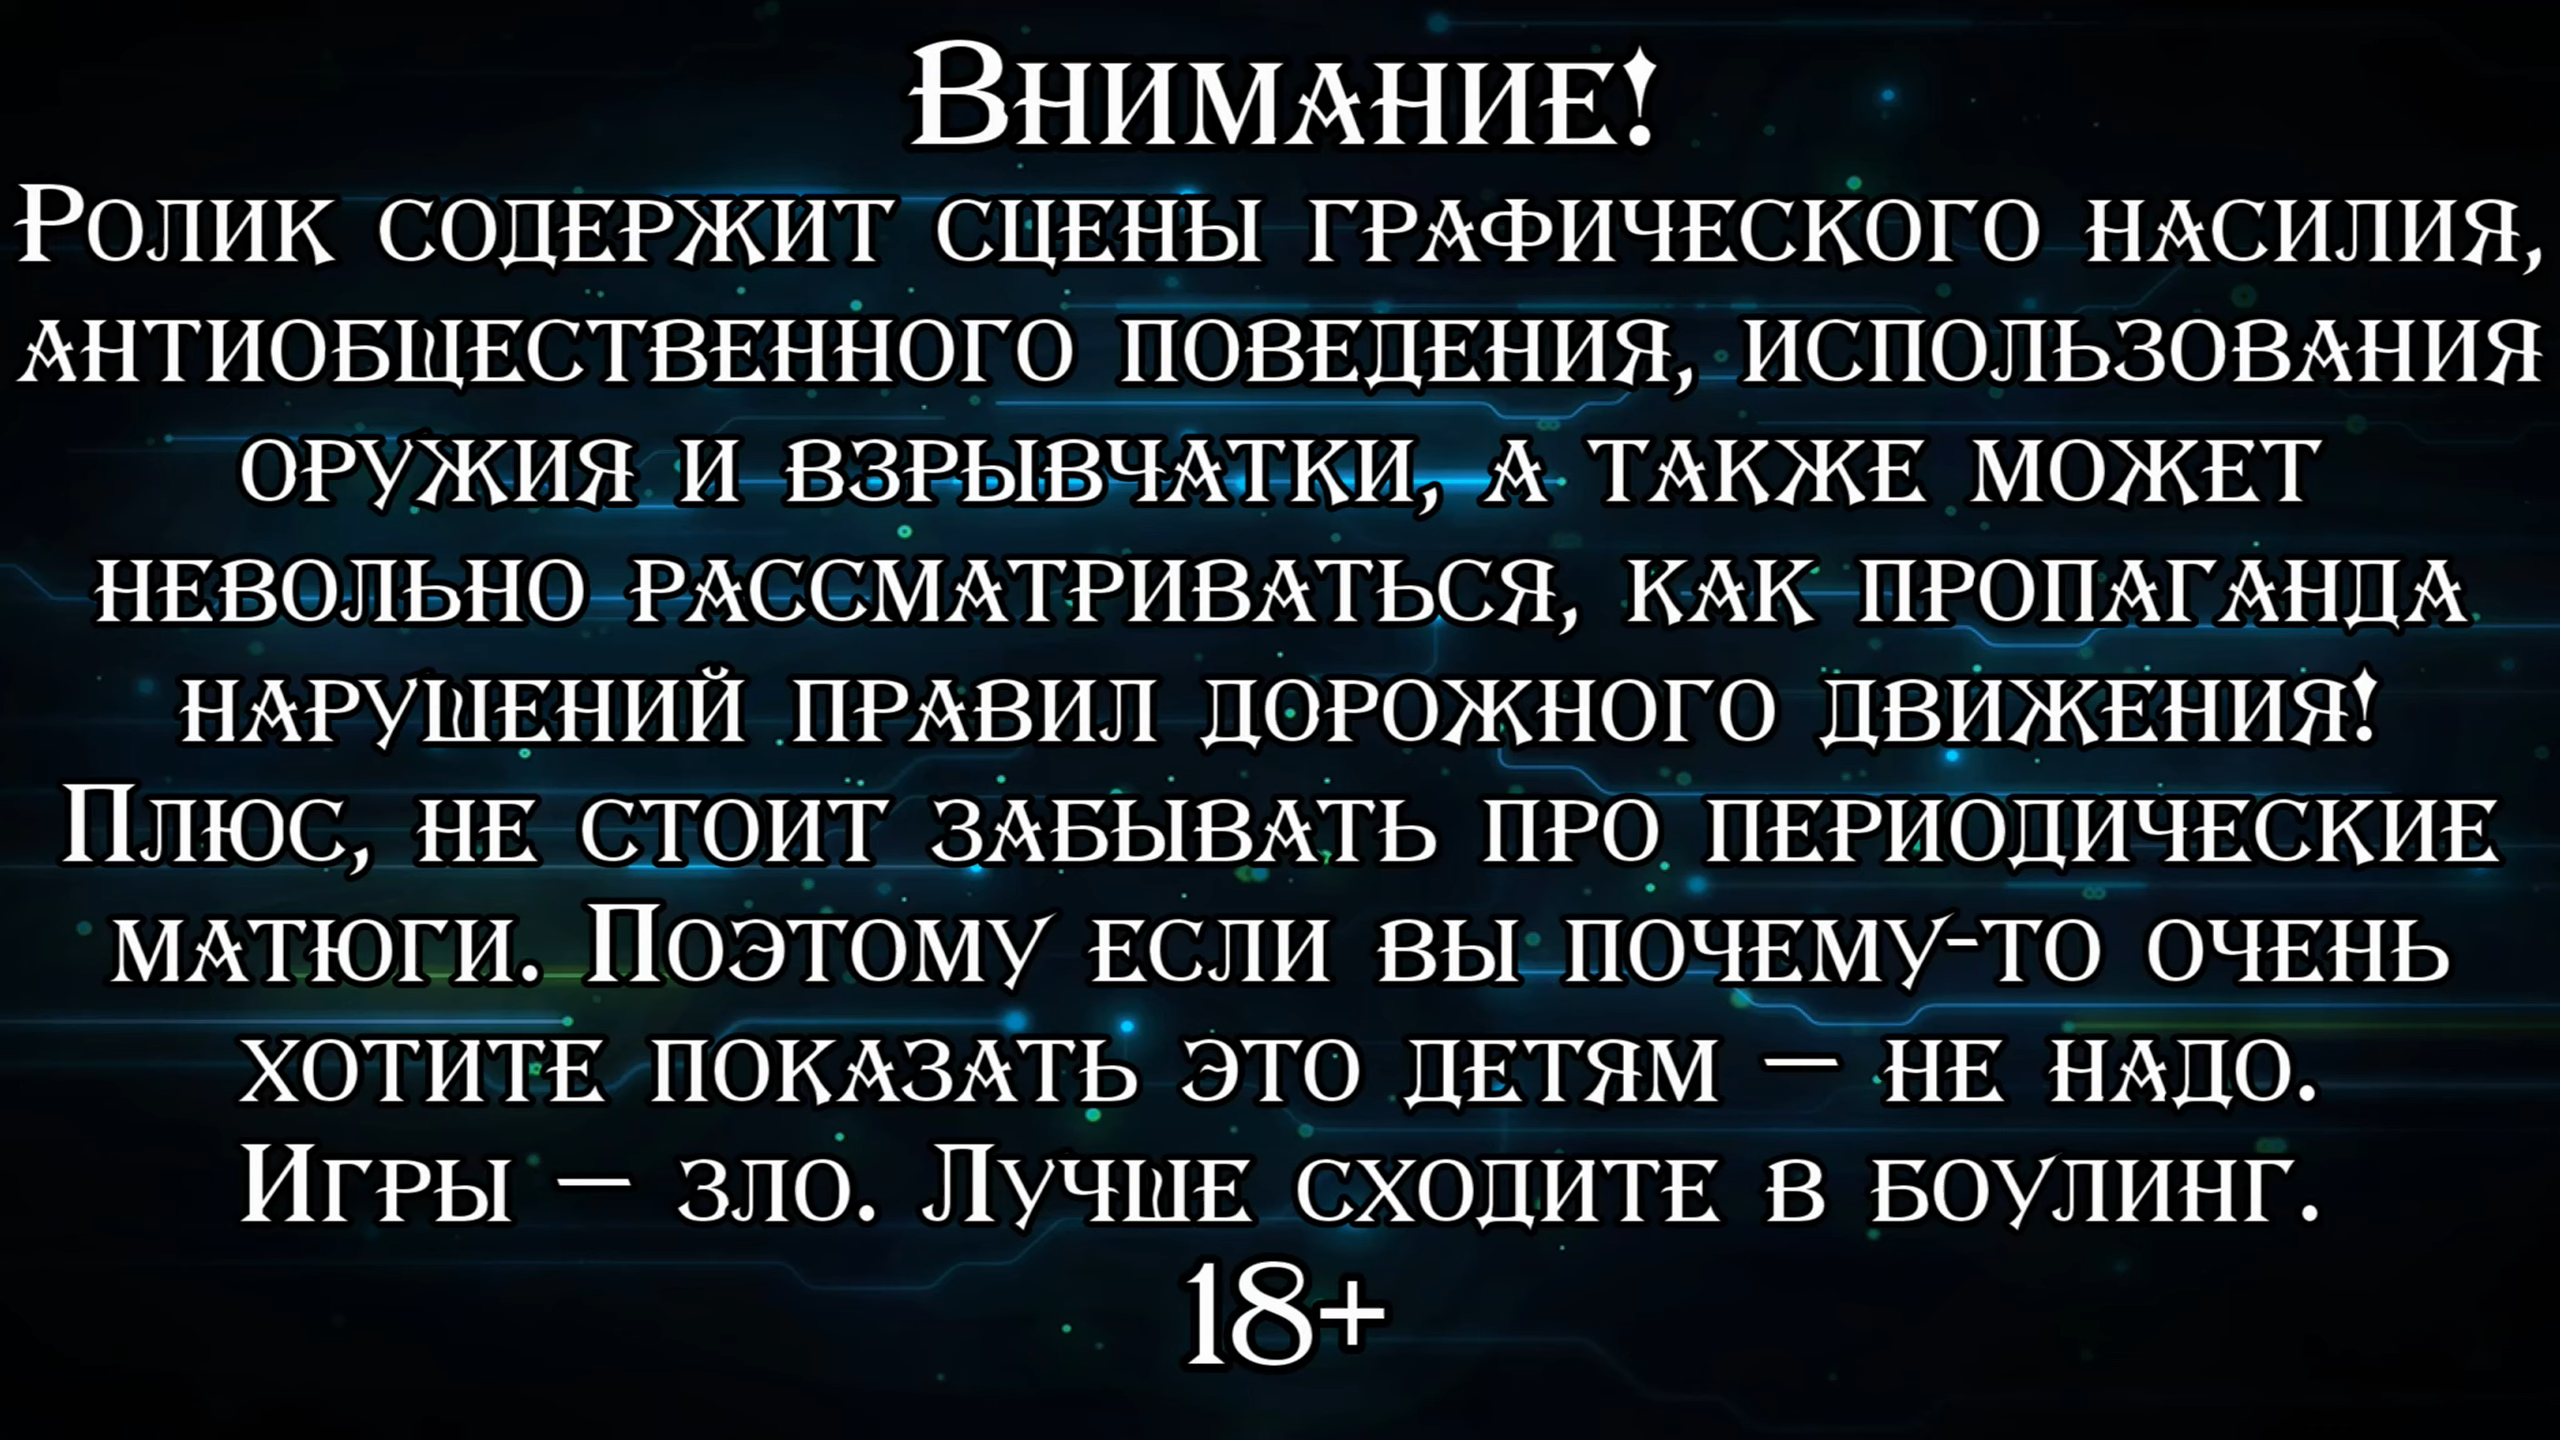 Внимание!
Ролик содержит сцены графического насилия,
антиобщественного поведения, использования
оружия и взрывчатки, а также может
невольно рассматриваться, как пропаганда
нарушений правил дорожного движения!
Плюс, не стоит забывать про периодические
матюги. Поэтому если вы почему-то очень
хотите показать это детям — не надо.
Игры — зло. Лучше сходите в боулинг.
18+